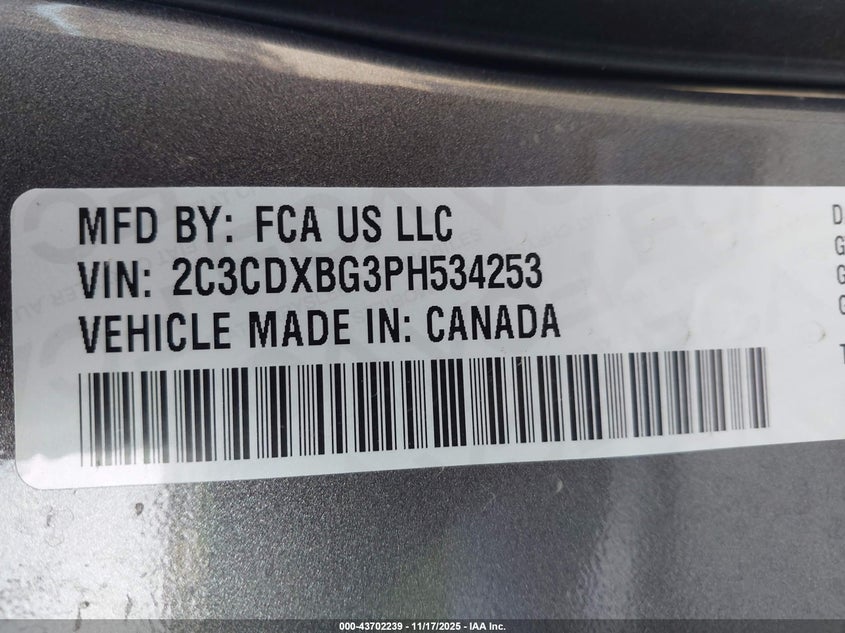 MFD BY: FCA US LLC
VIN: 2C3CDXBG3PH534253
VEHICLE MADE IN: CANADA
D
G
G
G
T
000-43702239 - 11/17/2025 - IAA Inc.